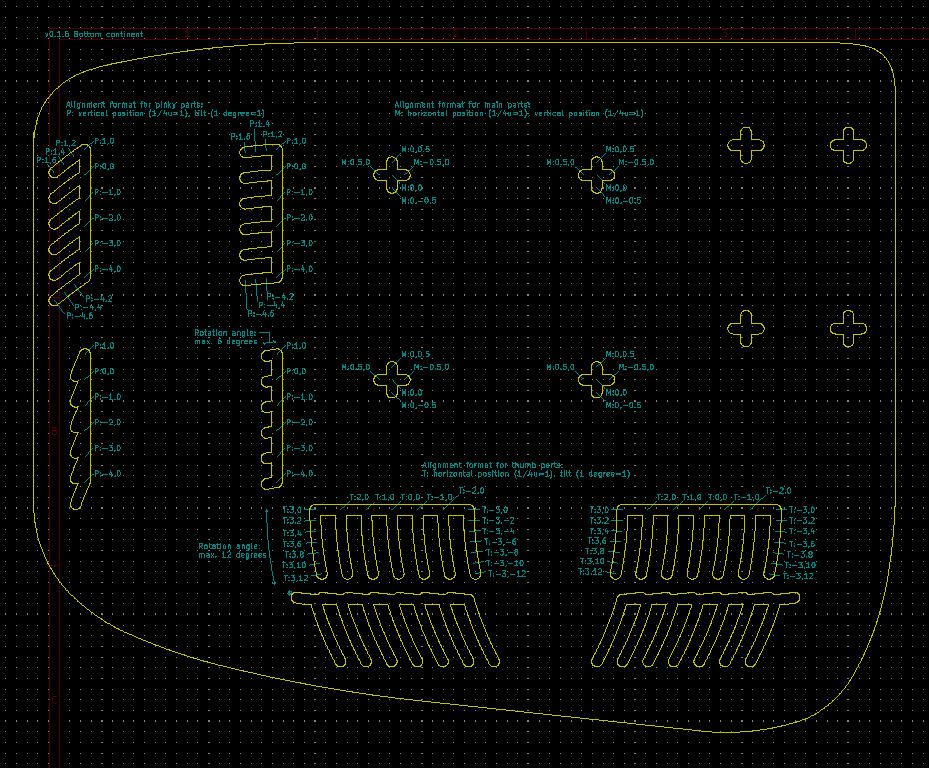 v0.1.6 Bottom continent
Alignment format for pinky parts:
P: vertical position (1/4u=1), tilt (1 degree=1)
Alignment format for main parts:
M: horizontal position (1/4u=1), vertical position (1/4u=1)
P:1,2
P:1,4
P:1,6
P:1,0
P:0,0
P:-1,0
P:-2,0
P:-3,0
P:-4,0
P:-4,2
P:-4,4
P:-4,6
P:1,4
P:1,6
P:1,2
P:1,0
P:0,0
P:-1,0
P:-2,0
P:-3,0
P:-4,0
P:-4,2
P:-4,4
P:-4,6
M:0,0.5
M:0.5,0
M:-0.5,0
M:0,0
M:0,-0.5
M:0,0.5
M:0.5,0
M:-0.5,0
M:0,0
M:0,-0.5
Rotation angle:
max. 6 degrees
P:1,0
P:0,0
P:-1,0
P:-2,0
P:-3,0
P:-4,0
P:1,0
P:0,0
P:-1,0
P:-2,0
P:-3,0
P:-4,0
M:0,0.5
M:0.5,0
M:-0.5,0
M:0,0
M:0,-0.5
M:0,0.5
M:0.5,0
M:-0.5,0
M:0,0
M:0,-0.5
B
Alignment format for thumb parts:
T: horizontal position (1/4u=1), tilt (1 degree=1)
T:2,0 T:1,0 T:0,0 T:-1,0 T:-2,0
T:3,0
T:3,2
T:3,4
T:3,6
T:3,8
T:3,10
T:3,12
T:-3,0
T:-3,-2
T:-3,-4
T:-3,-6
T:-3,-8
T:-3,-10
T:-3,-12
Rotation angle:
max. 12 degrees
T:2,0 T:1,0 T:0,0 T:-1,0 T:-2,0
T:3,0
T:3,2
T:3,4
T:3,6
T:3,8
T:3,10
T:3,12
T:-3,0
T:-3,2
T:-3,4
T:-3,6
T:-3,8
T:-3,10
T:-3,12
C